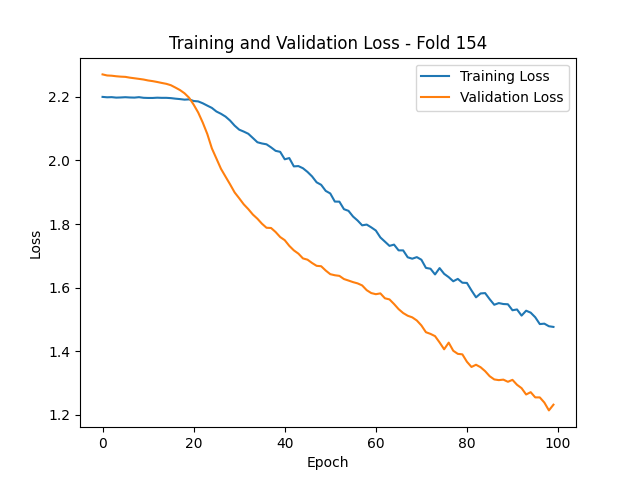 Training and Validation Loss - Fold 154
Training Loss
Validation Loss
2.2
2.0
1.8
1.6
1.4
1.2
Loss
0 20 40 60 80 100
Epoch